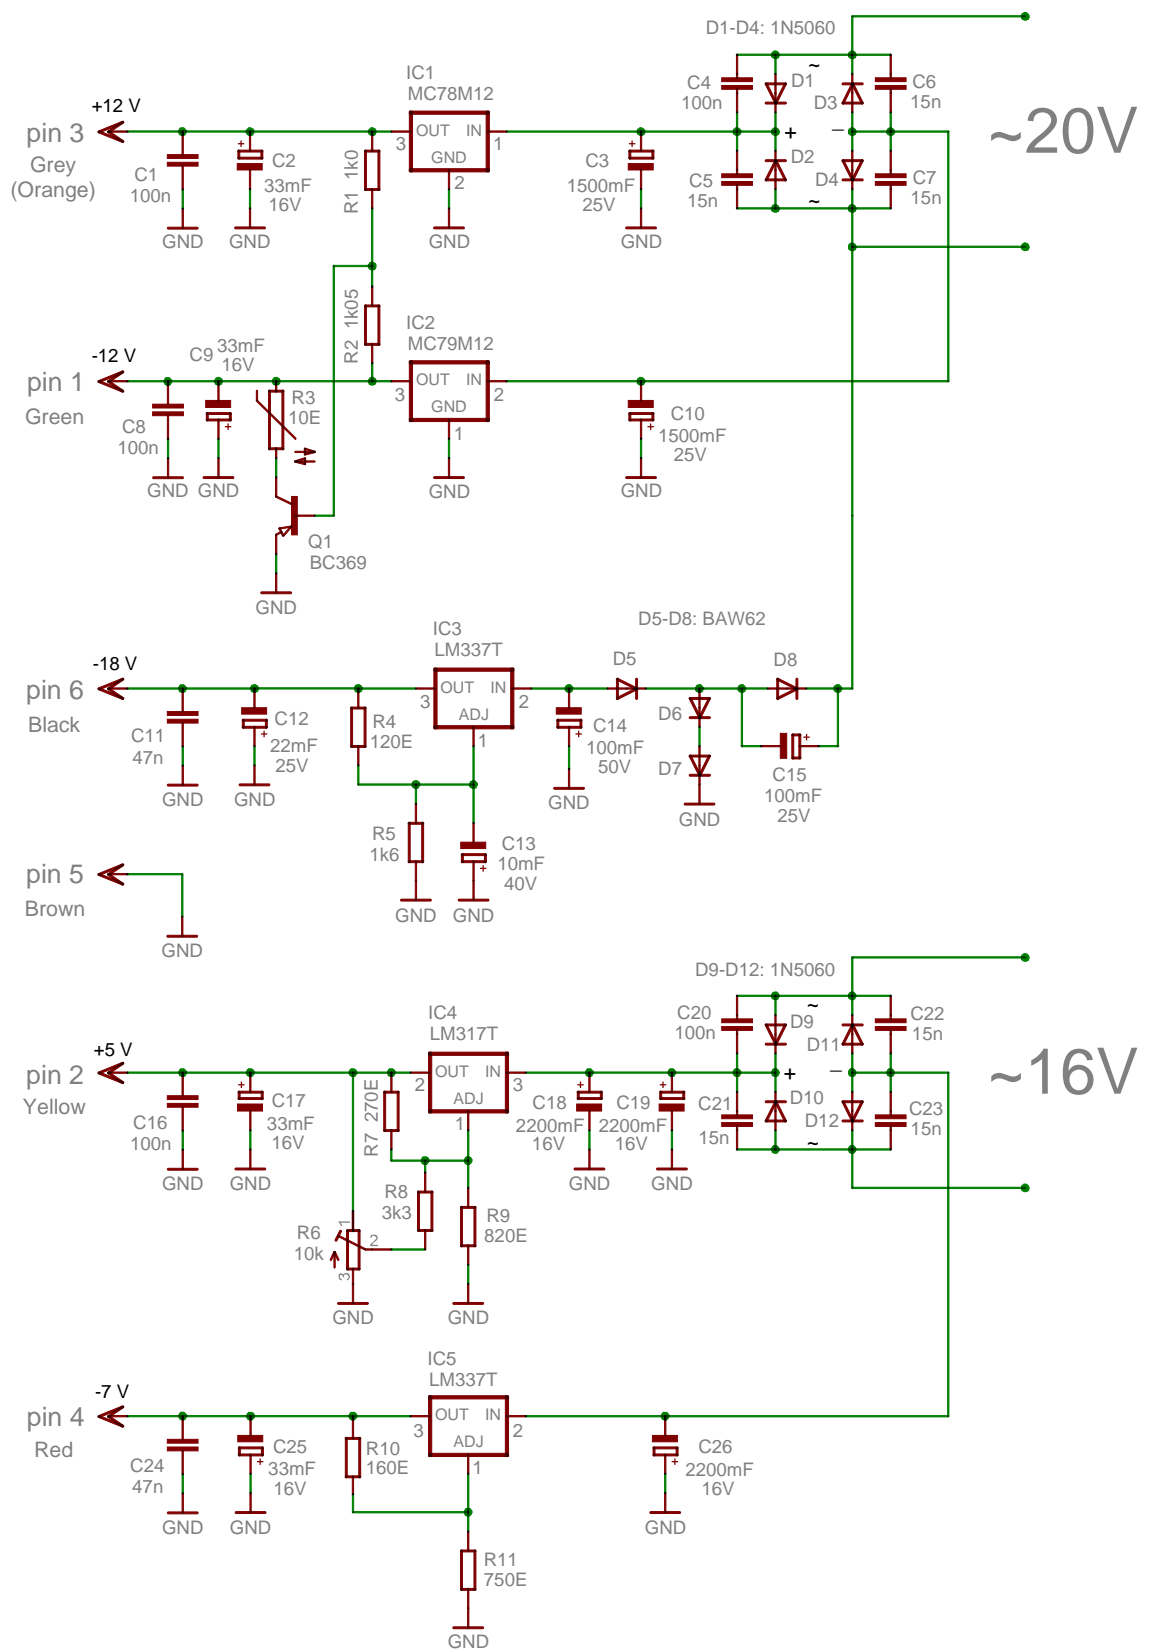 D1-D4: 1N5060
~
C4
100n
D1
D3
C6
15n
+
−
~20V
D2
D4
C5
15n
C7
15n
~
+12 V
pin 3
Grey
(Orange)
C1
100n
GND
+
C2
33mF
16V
GND
R1 1k0
IC1
MC78M12
OUT IN
GND
3
1
2
GND
+
C3
1500mF
25V
GND
R2 1k05
-12 V
pin 1
Green
C8
100n
GND
C9
33mF
16V
+
GND
R3
10E
IC2
MC79M12
OUT IN
GND
3
2
1
GND
C10
+
1500mF
25V
GND
Q1
BC369
GND
D5-D8: BAW62
-18 V
pin 6
Black
C11
47n
GND
C12
+
22mF
25V
GND
R4
120E
IC3
LM337T
OUT IN
ADJ
3
2
1
C14
+
100mF
50V
GND
D5
D6
D7
GND
D8
+
C15
100mF
25V
R5
1k6
GND
C13
10mF
+
40V
GND
pin 5
Brown
GND
D9-D12: 1N5060
~
C20
100n
D9
D11
C22
15n
+
−
~16V
D10
D12
C21
15n
C23
15n
~
+5 V
pin 2
Yellow
C16
100n
GND
+
C17
33mF
16V
GND
R7 270E
IC4
LM317T
OUT IN
ADJ
2
3
1
+
C18
2200mF
16V
GND
+
C19
2200mF
16V
GND
R8
3k3
R6
10k
1
2
3
GND
R9
820E
GND
-7 V
pin 4
Red
C24
47n
GND
C25
+
33mF
16V
GND
R10
160E
IC5
LM337T
OUT IN
ADJ
3
2
1
C26
+
2200mF
16V
GND
R11
750E
GND